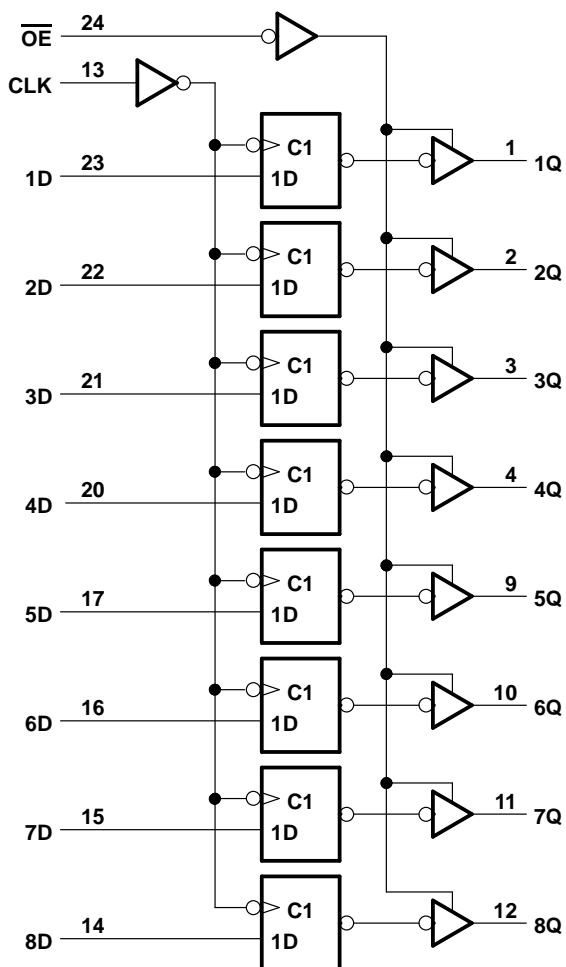 OE 24
CLK 13
C1
1D 23 1D 1 1Q
C1
2D 22 1D 2 2Q
C1
3D 21 1D 3 3Q
C1
4D 20 1D 4 4Q
C1
5D 17 1D 9 5Q
C1
6D 16 1D 10 6Q
C1
7D 15 1D 11 7Q
C1
8D 14 1D 12 8Q